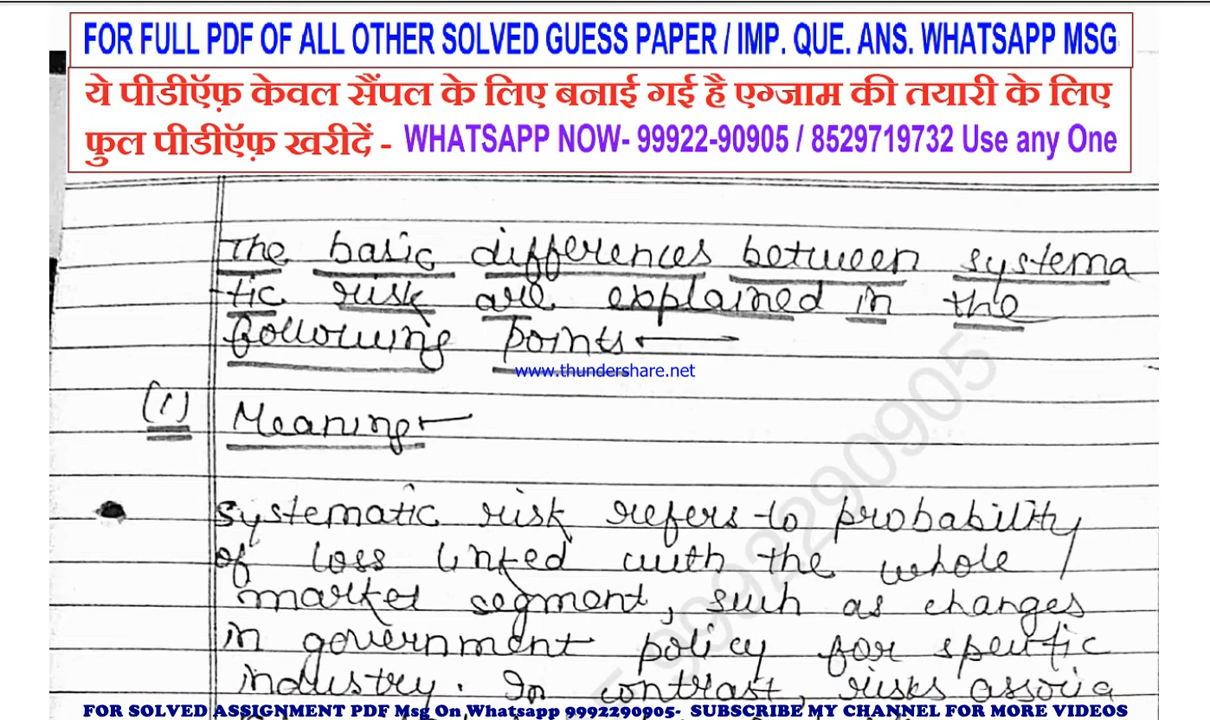 FOR FULL PDF OF ALL OTHER SOLVED GUESS PAPER / IMP. QUE. ANS. WHATSAPP MSG
ये पीडीऍफ़ केवल सैंपल के लिए बनाई गई है एग्जाम की तयारी के लिए
फुल पीडीऍफ़ खरीदें - WHATSAPP NOW- 99922-90905 / 8529719732 Use any One
The basic differences between systema
tic risk are explained in the
following points
www.thundershare.net
(1) Meaning
systematic risk refers to probability
of loss linked with the whole
market segment, such as changes
in government policy for specific
industry. In contrast, risks associa
99922905
FOR SOLVED ASSIGNMENT PDF Msg On Whatsapp 9992290905- SUBSCRIBE MY CHANNEL FOR MORE VIDEOS